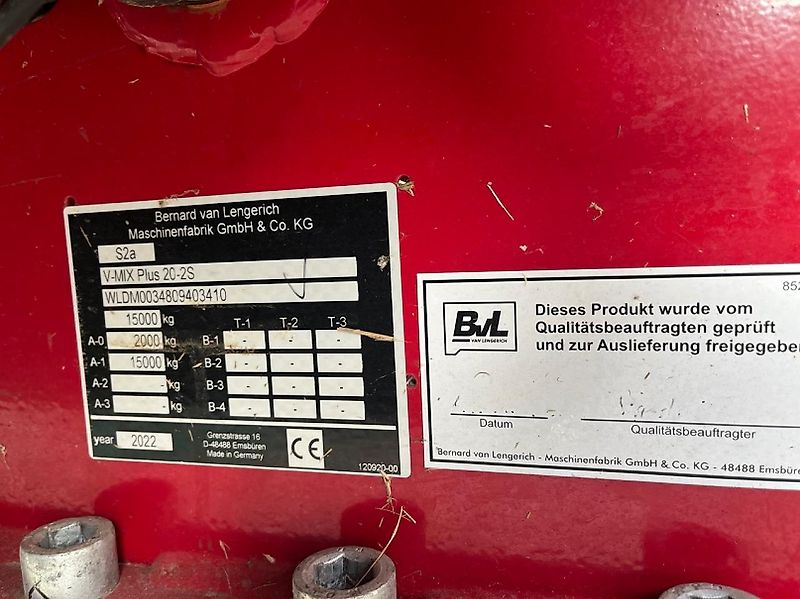 Bernard van Lengerich
Maschinenfabrik GmbH & Co. KG
S2a
V-MIX Plus 20-2S
WLDM0034809403410
15000 kg T-1 T-2 T-3
A-0 2000 kg B-1 - - -
A-1 15000 kg B-2 - - -
A-2 - kg B-3 - - -
A-3 - kg B-4 - - -
year 2022
Grenzstrasse 16
D-48488 Emsbüren
Made in Germany
CE
120920-00
852
BvL
VAN LENGERICH
Dieses Produkt wurde vom
Qualitätsbeauftragten geprüft
und zur Auslieferung freigegeben
Datum
Qualitätsbeauftragter
Bernard van Lengerich - Maschinenfabrik GmbH & Co. KG - 48488 Emsbür